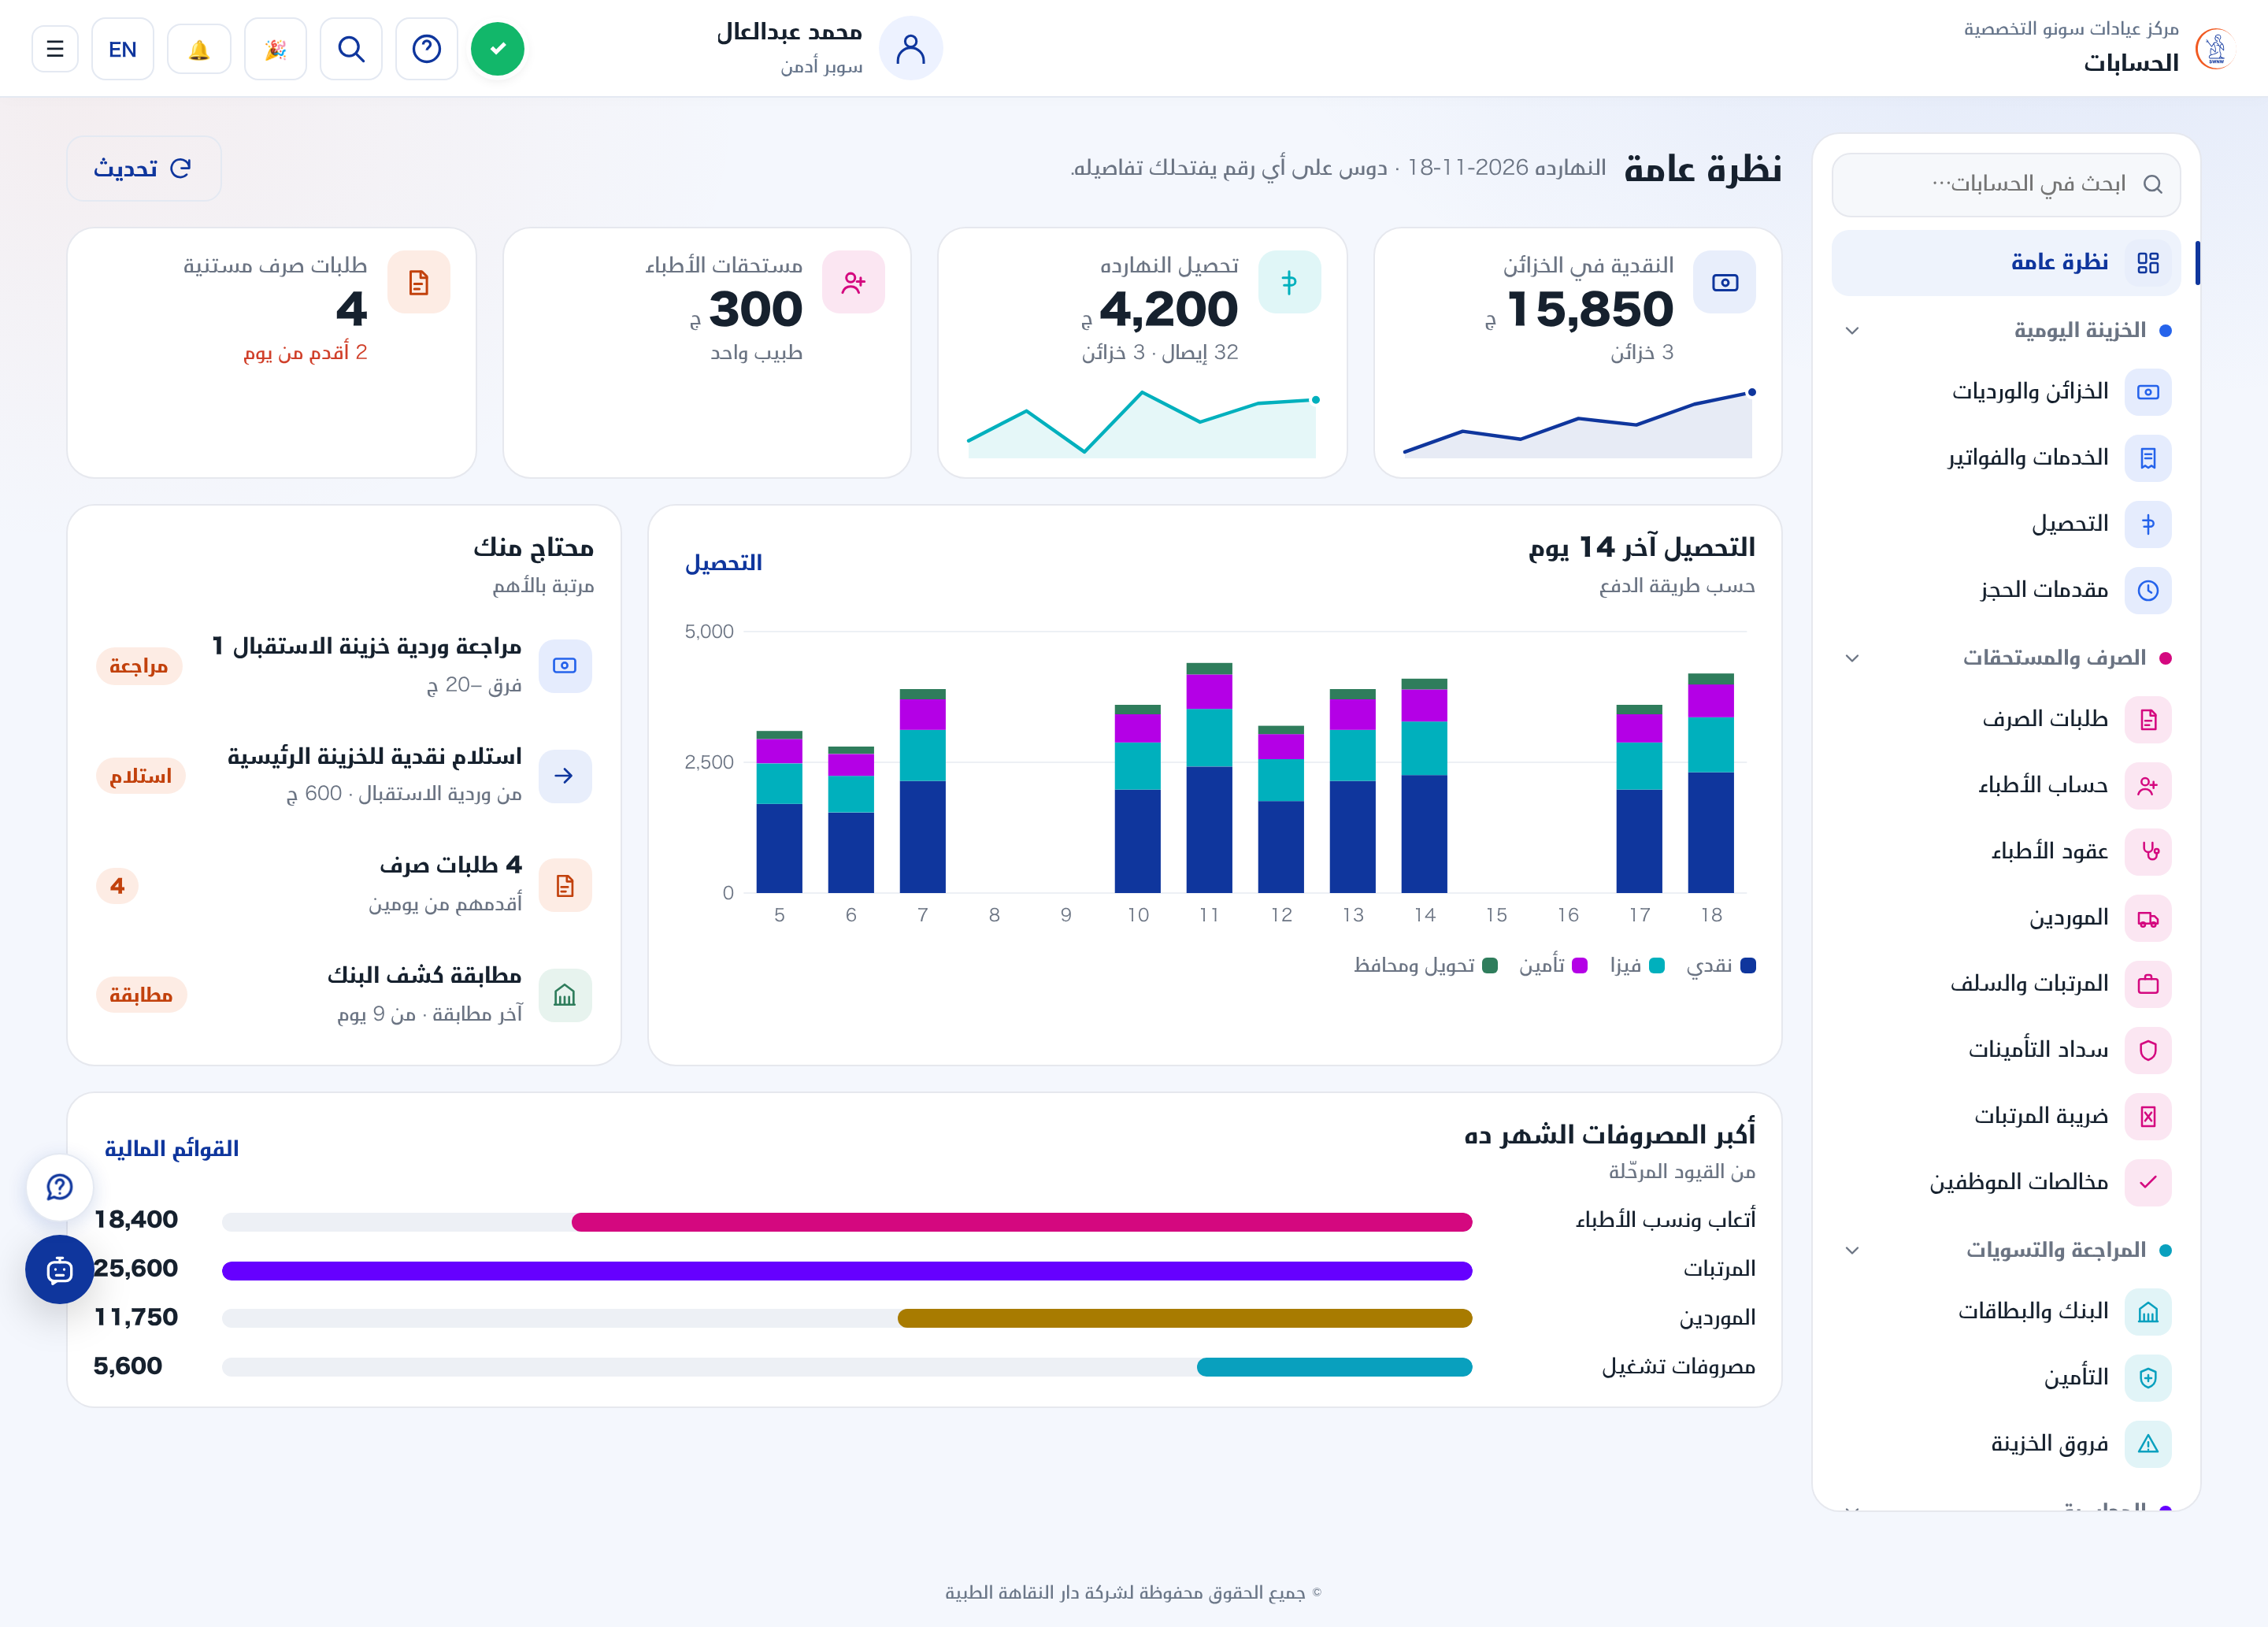 مركز عيادات سونو التخصصية
الحسابات
محمد عبدالعال
سوبر أدمن
EN
ابحث في الحسابات...
نظرة عامة
الخزينة اليومية
الخزائن والورديات
الخدمات والفواتير
التحصيل
مقدمات الحجز
الصرف والمستحقات
طلبات الصرف
حساب الأطباء
عقود الأطباء
الموردين
المرتبات والسلف
سداد التأمينات
ضريبة المرتبات
مخالصات الموظفين
المراجعة والتسويات
البنك والبطاقات
التأمين
فروق الخزينة
نظرة عامة
النهارده 2026-11-18 · دوس على أي رقم يفتحلك تفاصيله.
تحديث
النقدية في الخزائن
15,850 ج
3 خزائن
تحصيل النهارده
4,200 ج
32 إيصال · 3 خزائن
مستحقات الأطباء
300 ج
طبيب واحد
طلبات صرف مستنية
4
2 أقدم من يوم
التحصيل آخر 14 يوم
حسب طريقة الدفع
التحصيل
5,000
2,500
0
5 6 7 8 9 10 11 12 13 14 15 16 17 18
نقدي فيزا تأمين تحويل ومحافظ
محتاج منك
مرتبة بالأهم
مراجعة وردية خزينة الاستقبال 1
فرق –20 ج
مراجعة
استلام نقدية للخزينة الرئيسية
من وردية الاستقبال · 600 ج
استلام
4 طلبات صرف
أقدمهم من يومين
4
مطابقة كشف البنك
آخر مطابقة · من 9 يوم
مطابقة
أكبر المصروفات الشهر ده
من القيود المرحّلة
القوائم المالية
أتعاب ونسب الأطباء 18,400
المرتبات 25,600
الموردين 11,750
مصروفات تشغيل 5,600
© جميع الحقوق محفوظة لشركة دار النقاهة الطبية